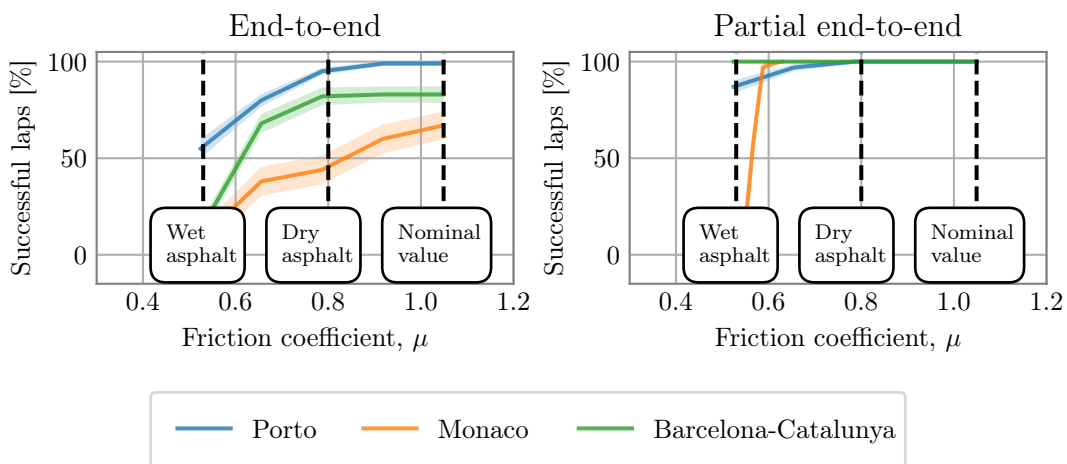 End-to-end
Successful laps [%]
100
50
0
Wet
asphalt
Dry
asphalt
Nominal
value
0.4 0.6 0.8 1.0 1.2
Friction coefficient, μ
Partial end-to-end
Successful laps [%]
100
50
0
Wet
asphalt
Dry
asphalt
Nominal
value
0.4 0.6 0.8 1.0 1.2
Friction coefficient, μ
Porto Monaco Barcelona-Catalunya